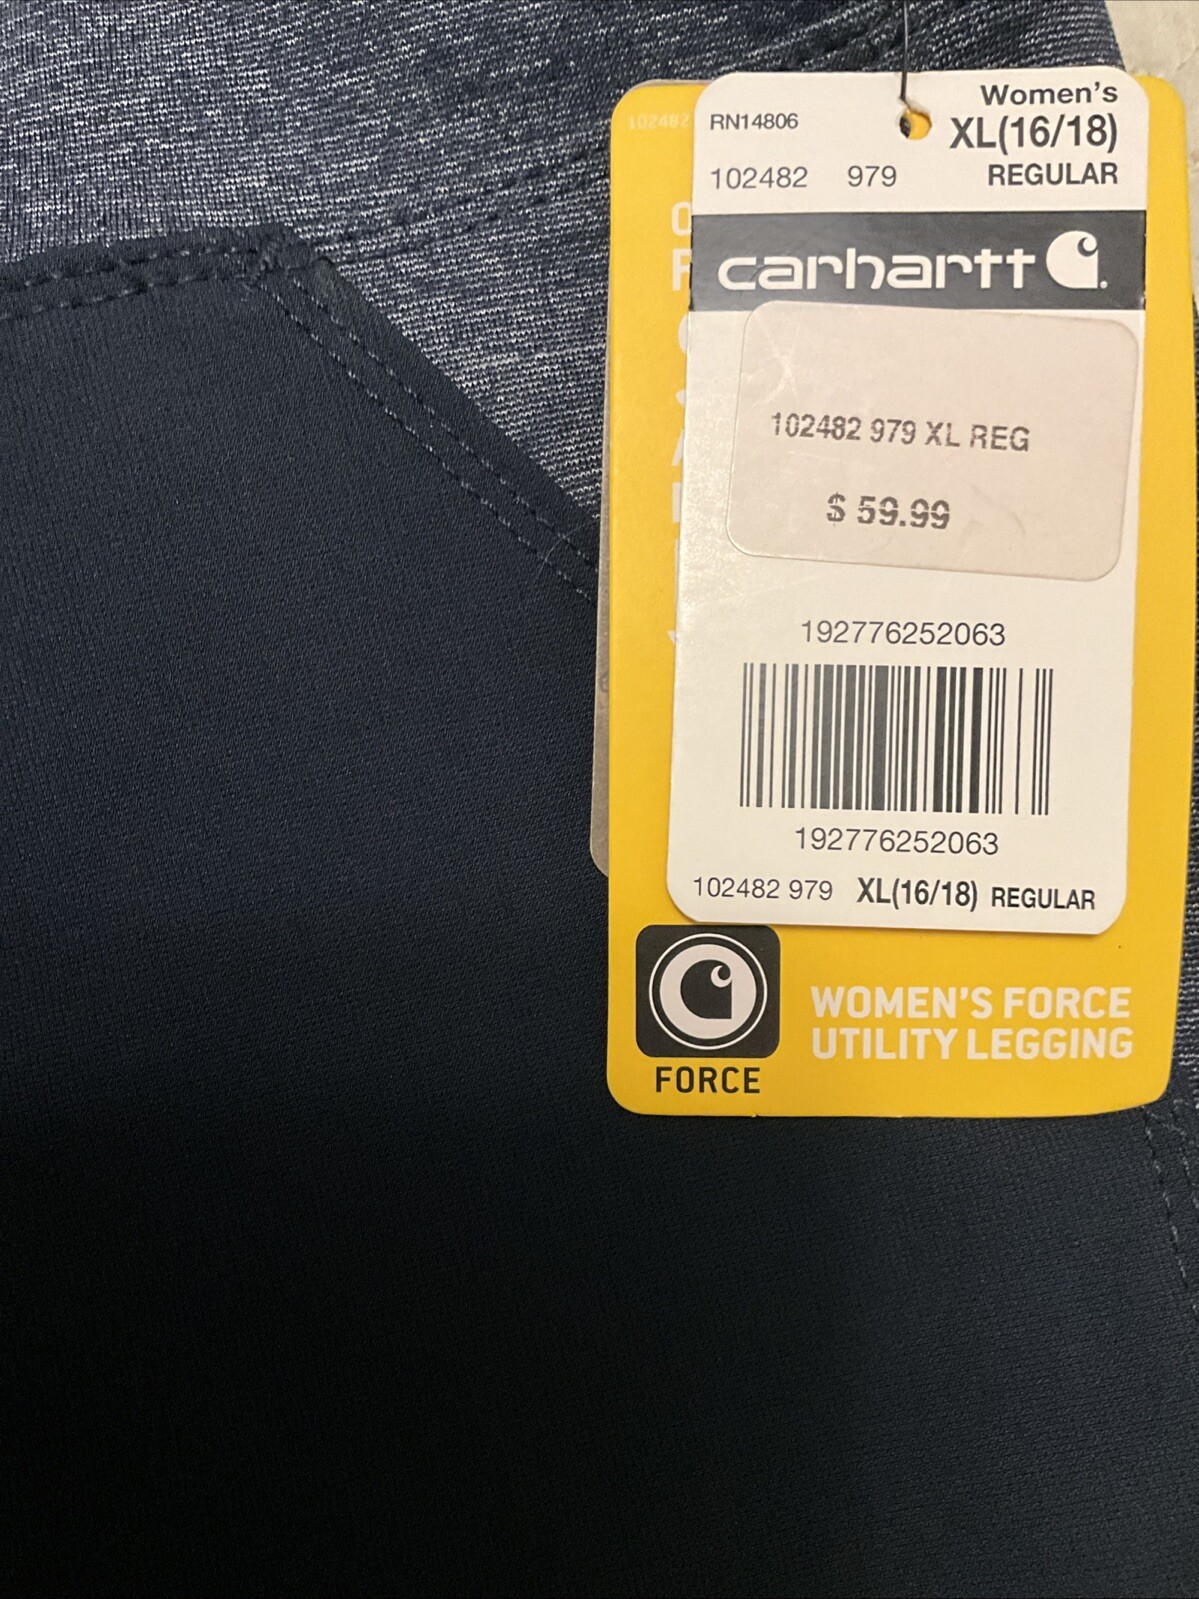 102482
RN14806
Women's
XL(16/18)
102482 979
REGULAR
carhartt
102482 979 XL REG
$ 59.99
192776252063
192776252063
102482 979 XL(16/18) REGULAR
WOMEN'S FORCE
UTILITY LEGGING
FORCE